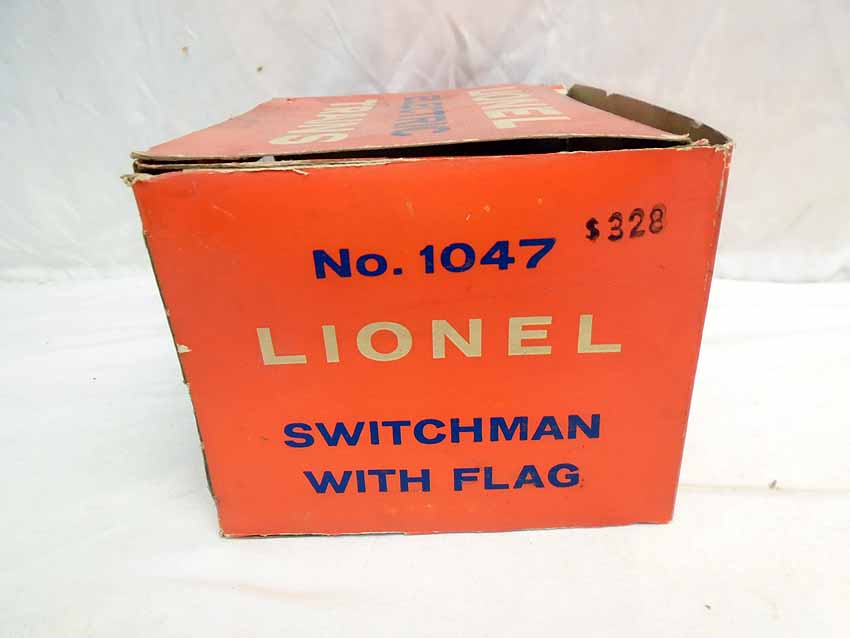 LIONEL
ELECTRIC
TRAINS
$328
No. 1047
LIONEL
SWITCHMAN
WITH FLAG